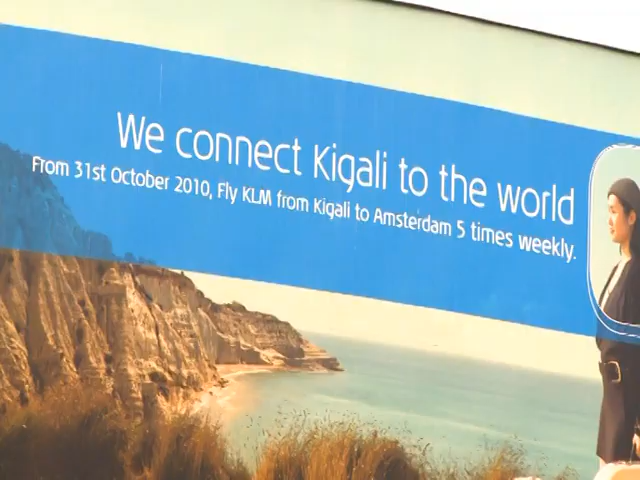 We connect Kigali to the world
From 31st October 2010, Fly KLM from Kigali to Amsterdam 5 times weekly.